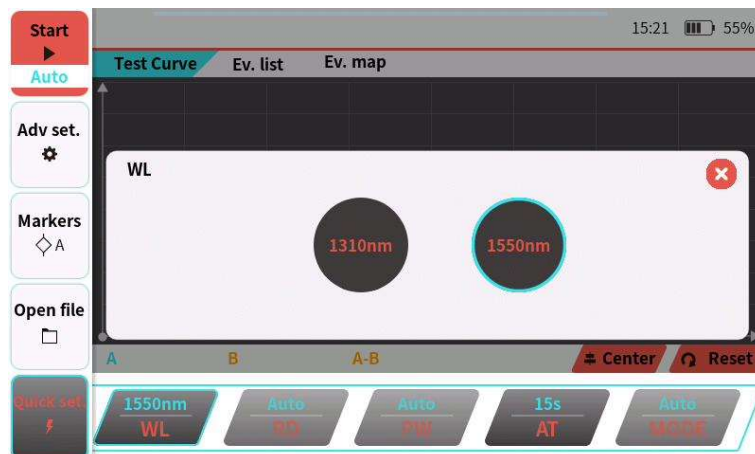 Start
Auto
15:21 55%
Test Curve Ev. list Ev. map
Adv set.
WL
1310nm 1550nm
Markers
A
Open file
A B A-B Center Reset
Quick set
1550nm Auto Auto 15s Auto
WL RD PW AT MODE